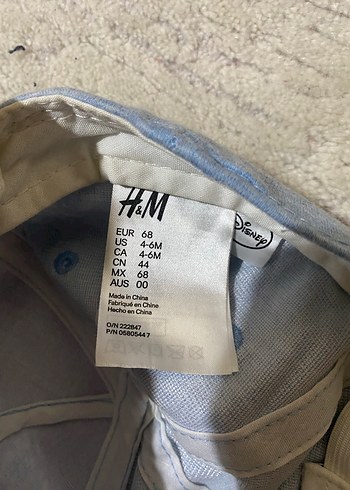 H&M
Disney
EUR 68
US 4-6M
CA 4-6M
CN 44
MX 68
AUS 00
Made in China
Fabriqué en Chine
Hecho en China
O/N 222847
P/N 05805447